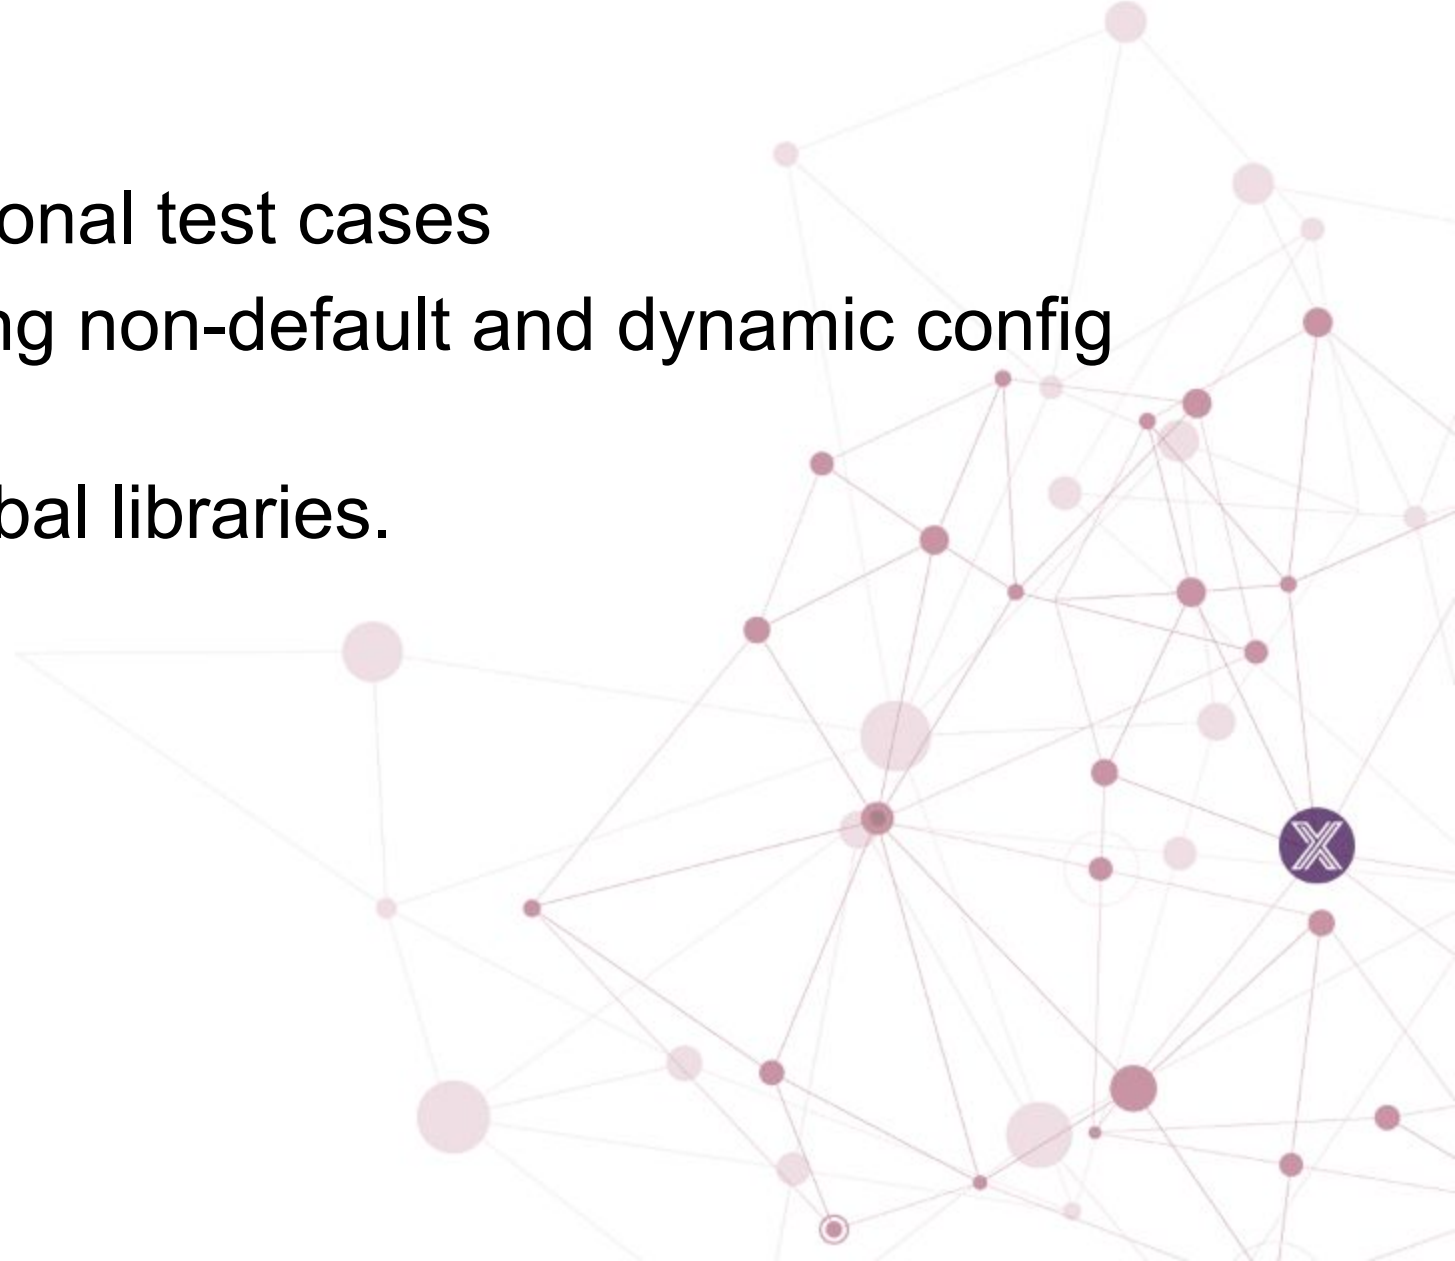 onal test cases
ng non-default and dynamic config
bal libraries.